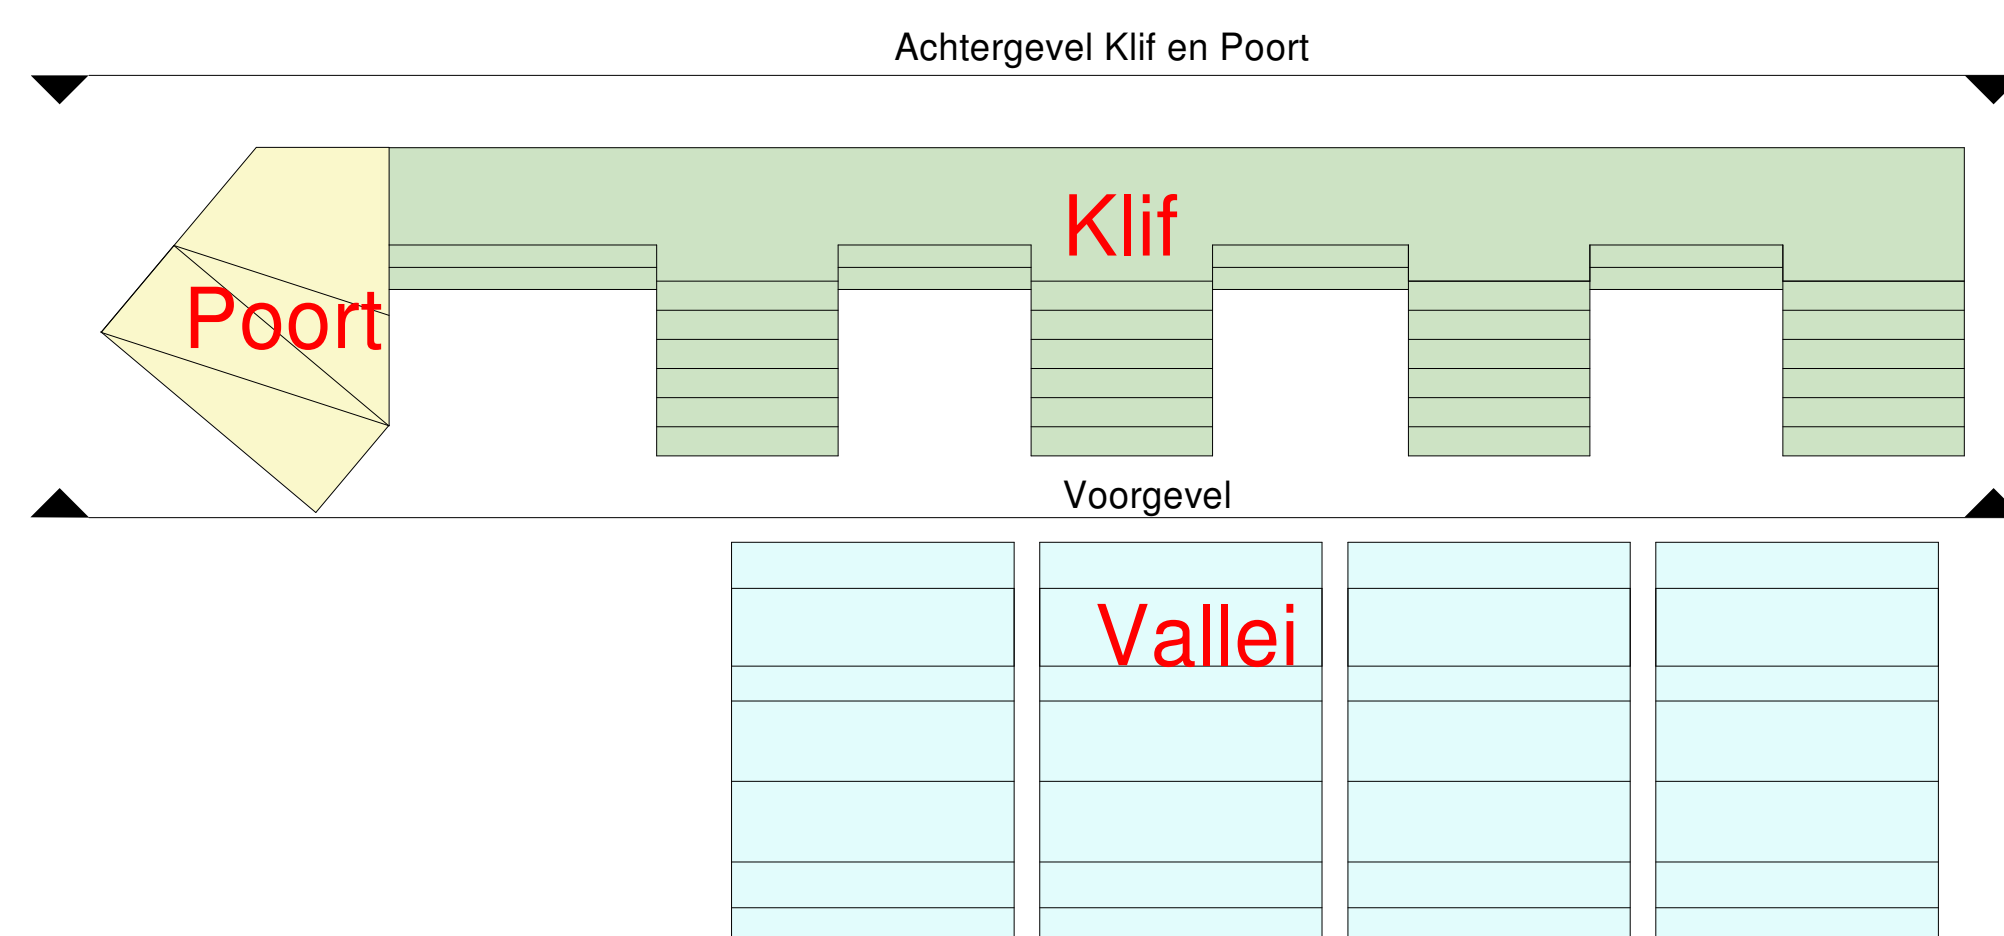 Achtergevel Klif en Poort
Klif
Poort
Voorgevel
Vallei